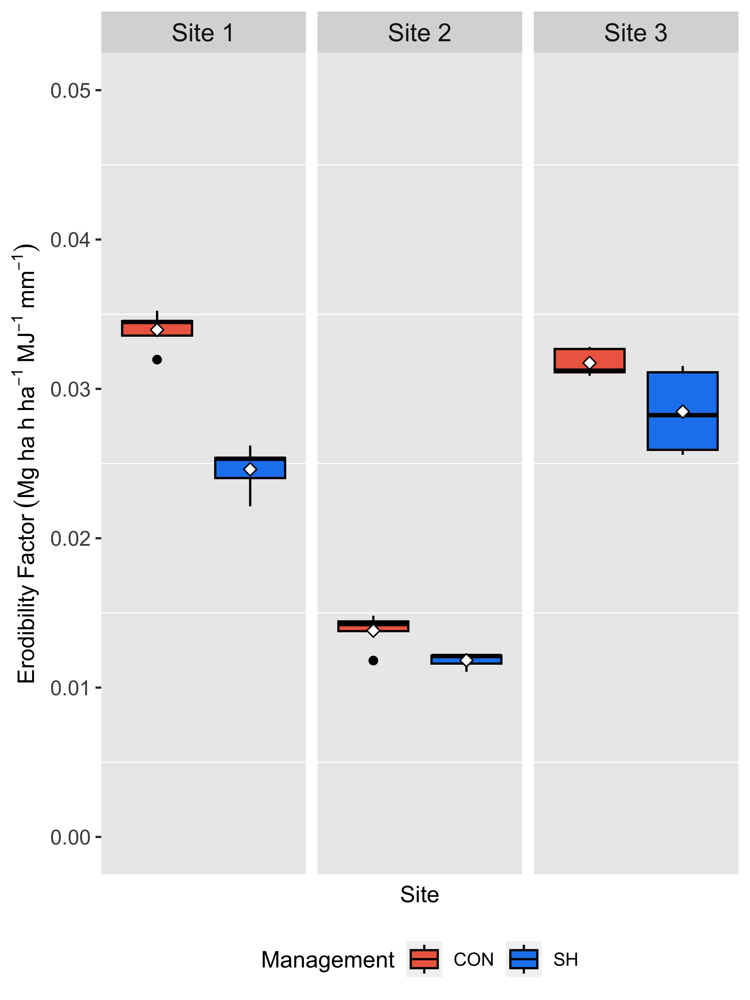 Site 1
Site 2
Site 3
0.05
0.04
0.03
0.02
0.01
0.00
Erodibility Factor (Mg ha h ha⁻¹ MJ⁻¹ mm⁻¹)
Site
Management CON SH